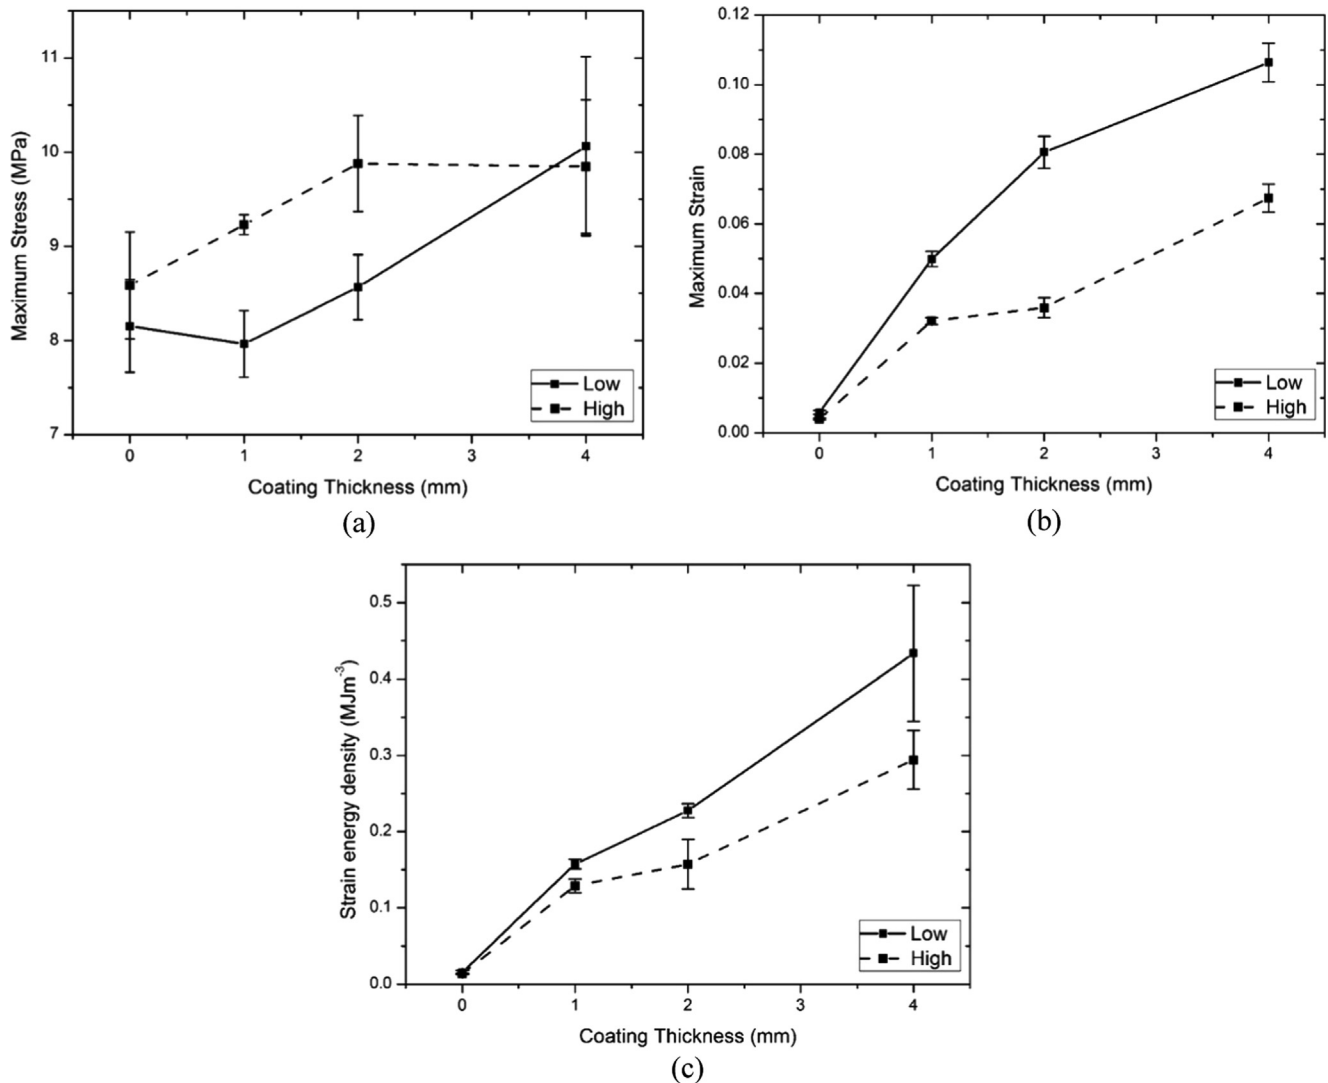 11
10
9
8
7
Maximum Stress (MPa)
0 1 2 3 4
Coating Thickness (mm)
Low
High
(a)
0.12
0.10
0.08
0.06
0.04
0.02
0.00
Maximum Strain
0 1 2 3 4
Coating Thickness (mm)
Low
High
(b)
0.5
0.4
0.3
0.2
0.1
0.0
Strain energy density (MJm⁻³)
0 1 2 3 4
Coating Thickness (mm)
Low
High
(c)